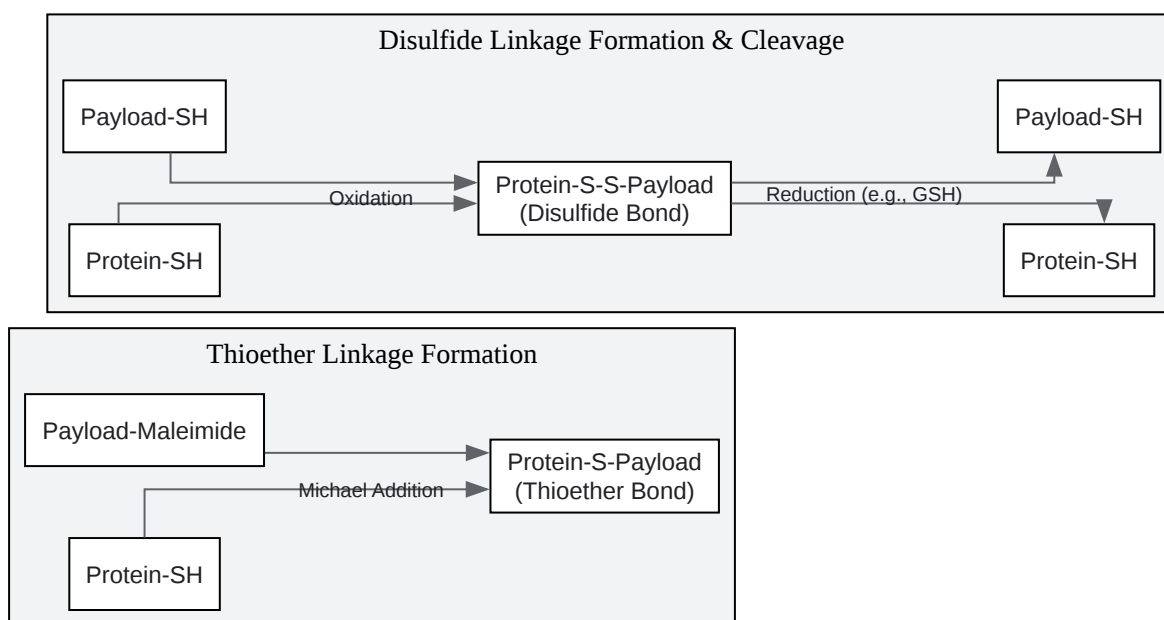 Disulfide Linkage Formation & Cleavage
Payload-SH
Payload-SH
Protein-S-S-Payload
(Disulfide Bond)
Oxidation
Reduction (e.g., GSH)
Protein-SH
Protein-SH
Thioether Linkage Formation
Payload-Maleimide
Protein-S-Payload
(Thioether Bond)
Michael Addition
Protein-SH